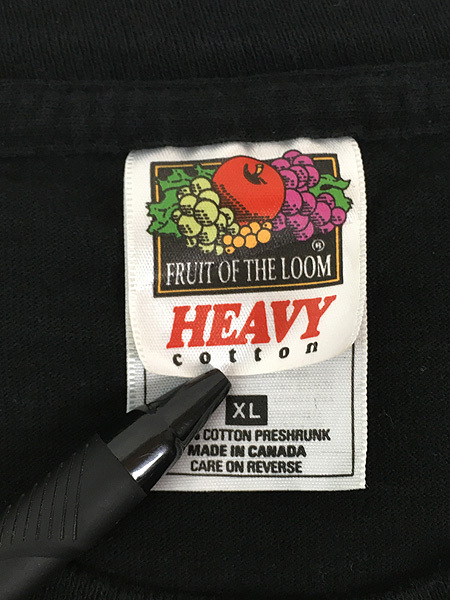 FRUIT OF THE LOOM
®
HEAVY
cotton
XL
% COTTON PRESHRUNK
MADE IN CANADA
CARE ON REVERSE